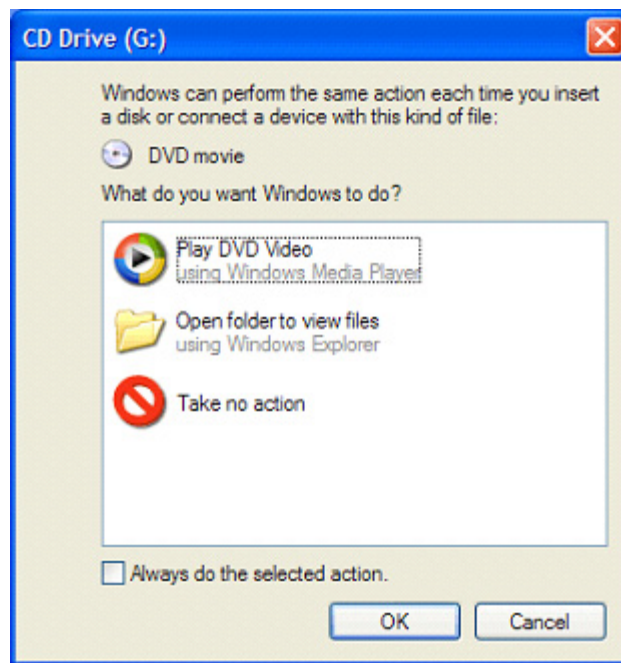 CD Drive (G:)
Windows can perform the same action each time you insert
a disk or connect a device with this kind of file:
DVD movie
What do you want Windows to do?
Play DVD Video
using Windows Media Player
Open folder to view files
using Windows Explorer
Take no action
Always do the selected action.
OK Cancel